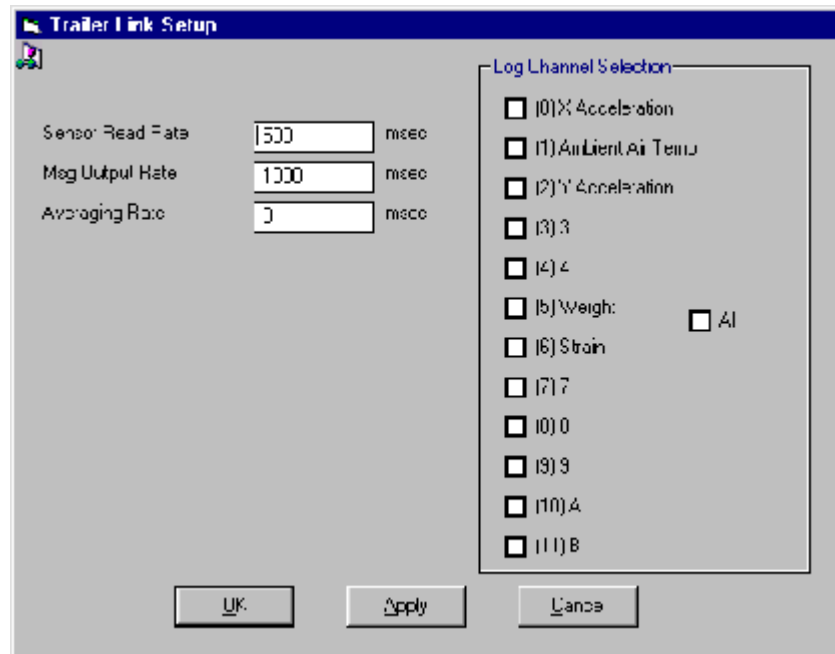 Trailer Link Setup
Log Channel Selection
Sensor Read Rate 500 msec
Msg Output Rate 1000 msec
Averaging Rate 0 msec
(0) X Acceleration
(1) Ambient Air Temp
(2) Y Acceleration
(3) 3
(4) 4
(5) Weight
(6) Strain
(7) 7
(8) 8
(9) 9
(10) A
(11) B
All
OK
Apply
Cancel